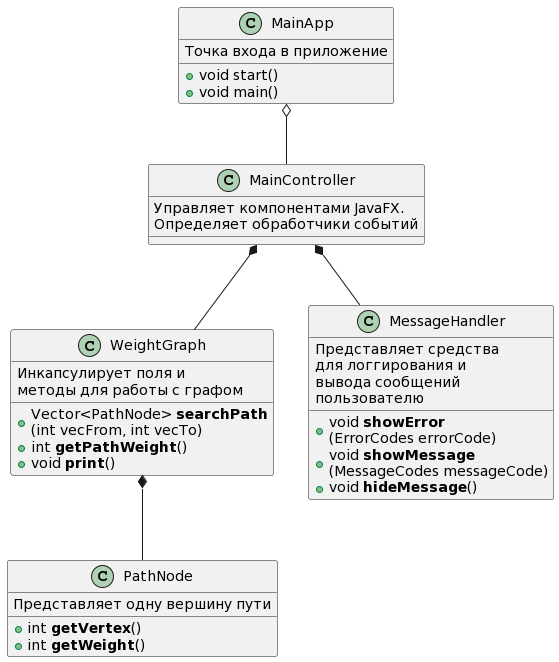 C MainApp
Точка входа в приложение
void start()
void main()
C MainController
Управляет компонентами JavaFX.
Определяет обработчики событий
C WeightGraph
Инкапсулирует поля и
методы для работы с графом
Vector<PathNode> searchPath
(int vecFrom, int vecTo)
int getPathWeight()
void print()
C MessageHandler
Представляет средства
для логгирования и
вывода сообщений
пользователю
void showError
(ErrorCodes errorCode)
void showMessage
(MessageCodes messageCode)
void hideMessage()
C PathNode
Представляет одну вершину пути
int getVertex()
int getWeight()